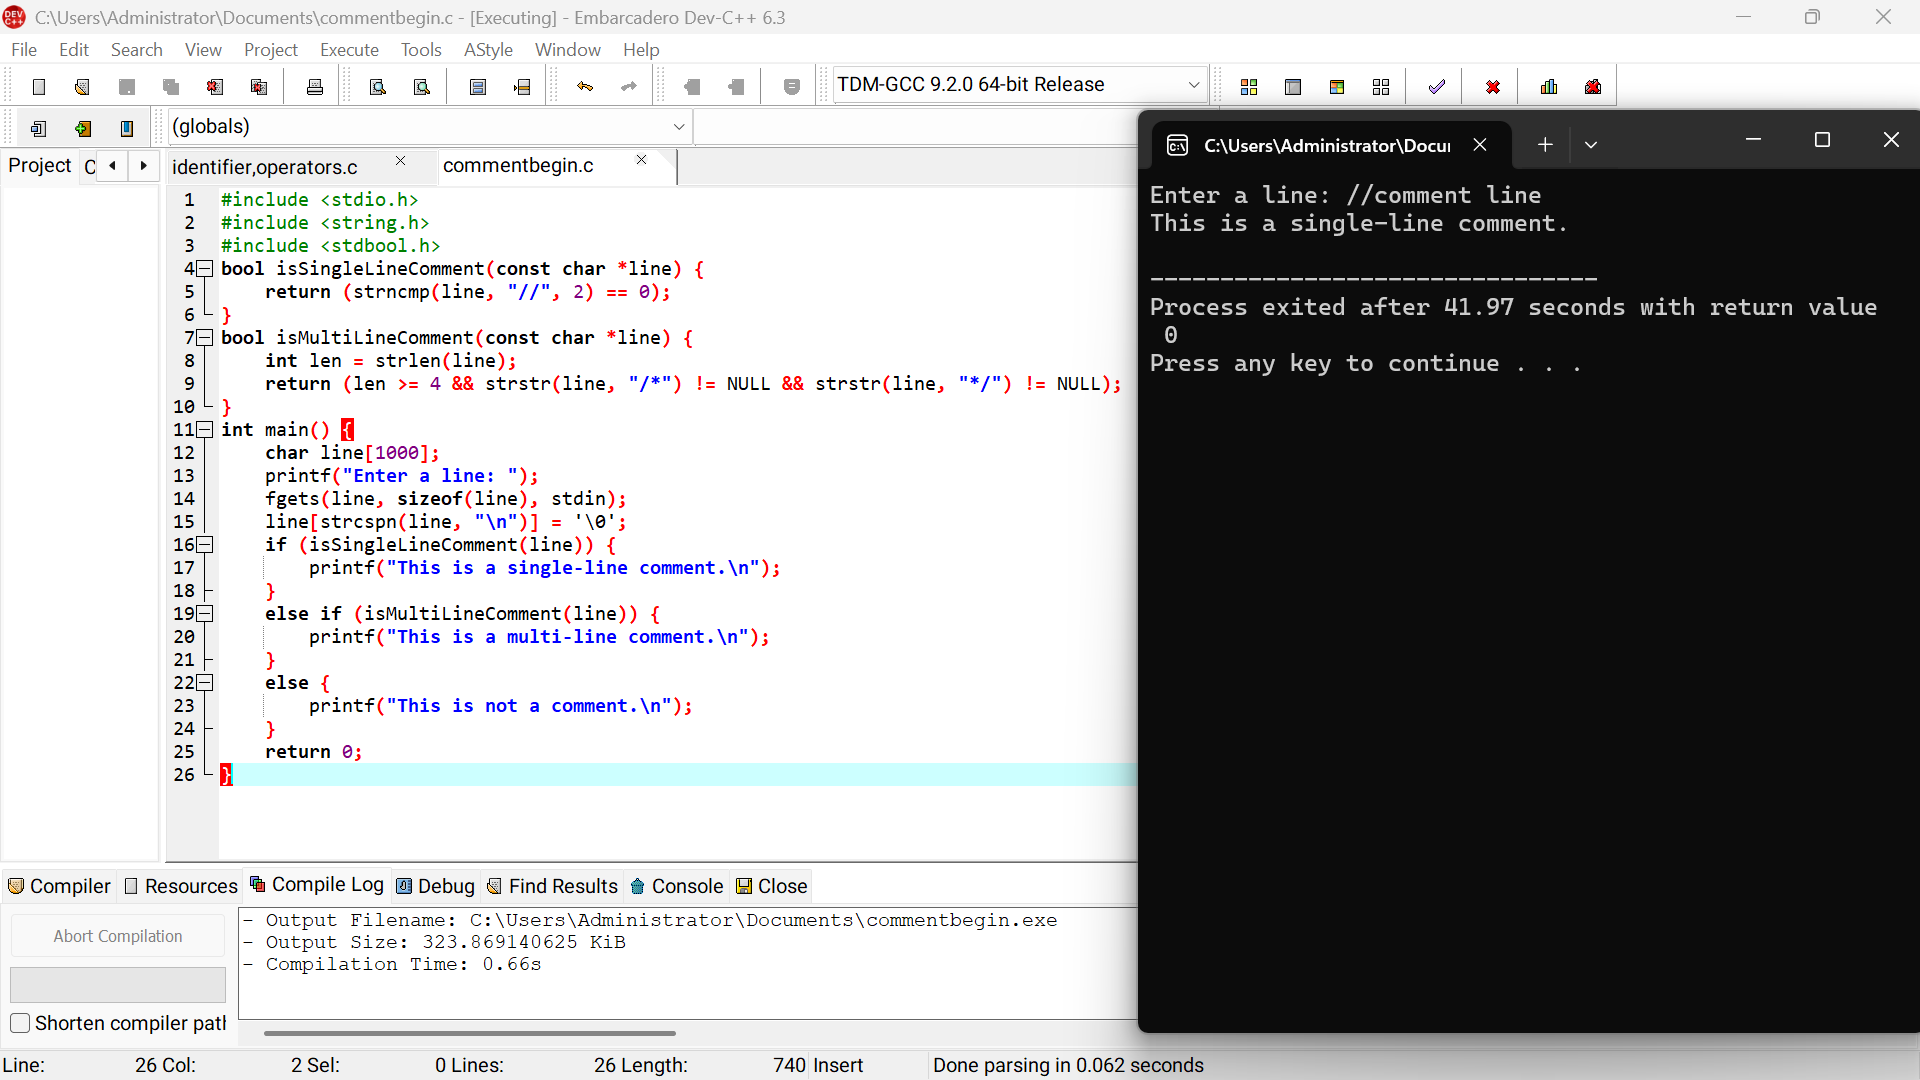 C:\Users\Administrator\Documents\commentbegin.c - [Executing] - Embarcadero Dev-C++ 6.3
File Edit Search View Project Execute Tools AStyle Window Help
TDM-GCC 9.2.0 64-bit Release
(globals)
Project C
identifier,operators.c commentbegin.c
1 #include <stdio.h>
2 #include <string.h>
3 #include <stdbool.h>
4 bool isSingleLineComment(const char *line) {
5     return (strncmp(line, "//", 2) == 0);
6 }
7 bool isMultiLineComment(const char *line) {
8     int len = strlen(line);
9     return (len >= 4 && strstr(line, "/*") != NULL && strstr(line, "*/") != NULL);
10 }
11 int main() {
12     char line[1000];
13     printf("Enter a line: ");
14     fgets(line, sizeof(line), stdin);
15     line[strcspn(line, "\n")] = '\0';
16     if (isSingleLineComment(line)) {
17         printf("This is a single-line comment.\n");
18     }
19     else if (isMultiLineComment(line)) {
20         printf("This is a multi-line comment.\n");
21     }
22     else {
23         printf("This is not a comment.\n");
24     }
25     return 0;
26 }
C:\Users\Administrator\Docu
Enter a line: //comment line
This is a single-line comment.
--------------------------------
Process exited after 41.97 seconds with return value
0
Press any key to continue . . .
Compiler Resources Compile Log Debug Find Results Console Close
Abort Compilation
Shorten compiler path
- Output Filename: C:\Users\Administrator\Documents\commentbegin.exe
- Output Size: 323.869140625 KiB
- Compilation Time: 0.66s
Line: 26 Col: 2 Sel: 0 Lines: 26 Length: 740 Insert Done parsing in 0.062 seconds